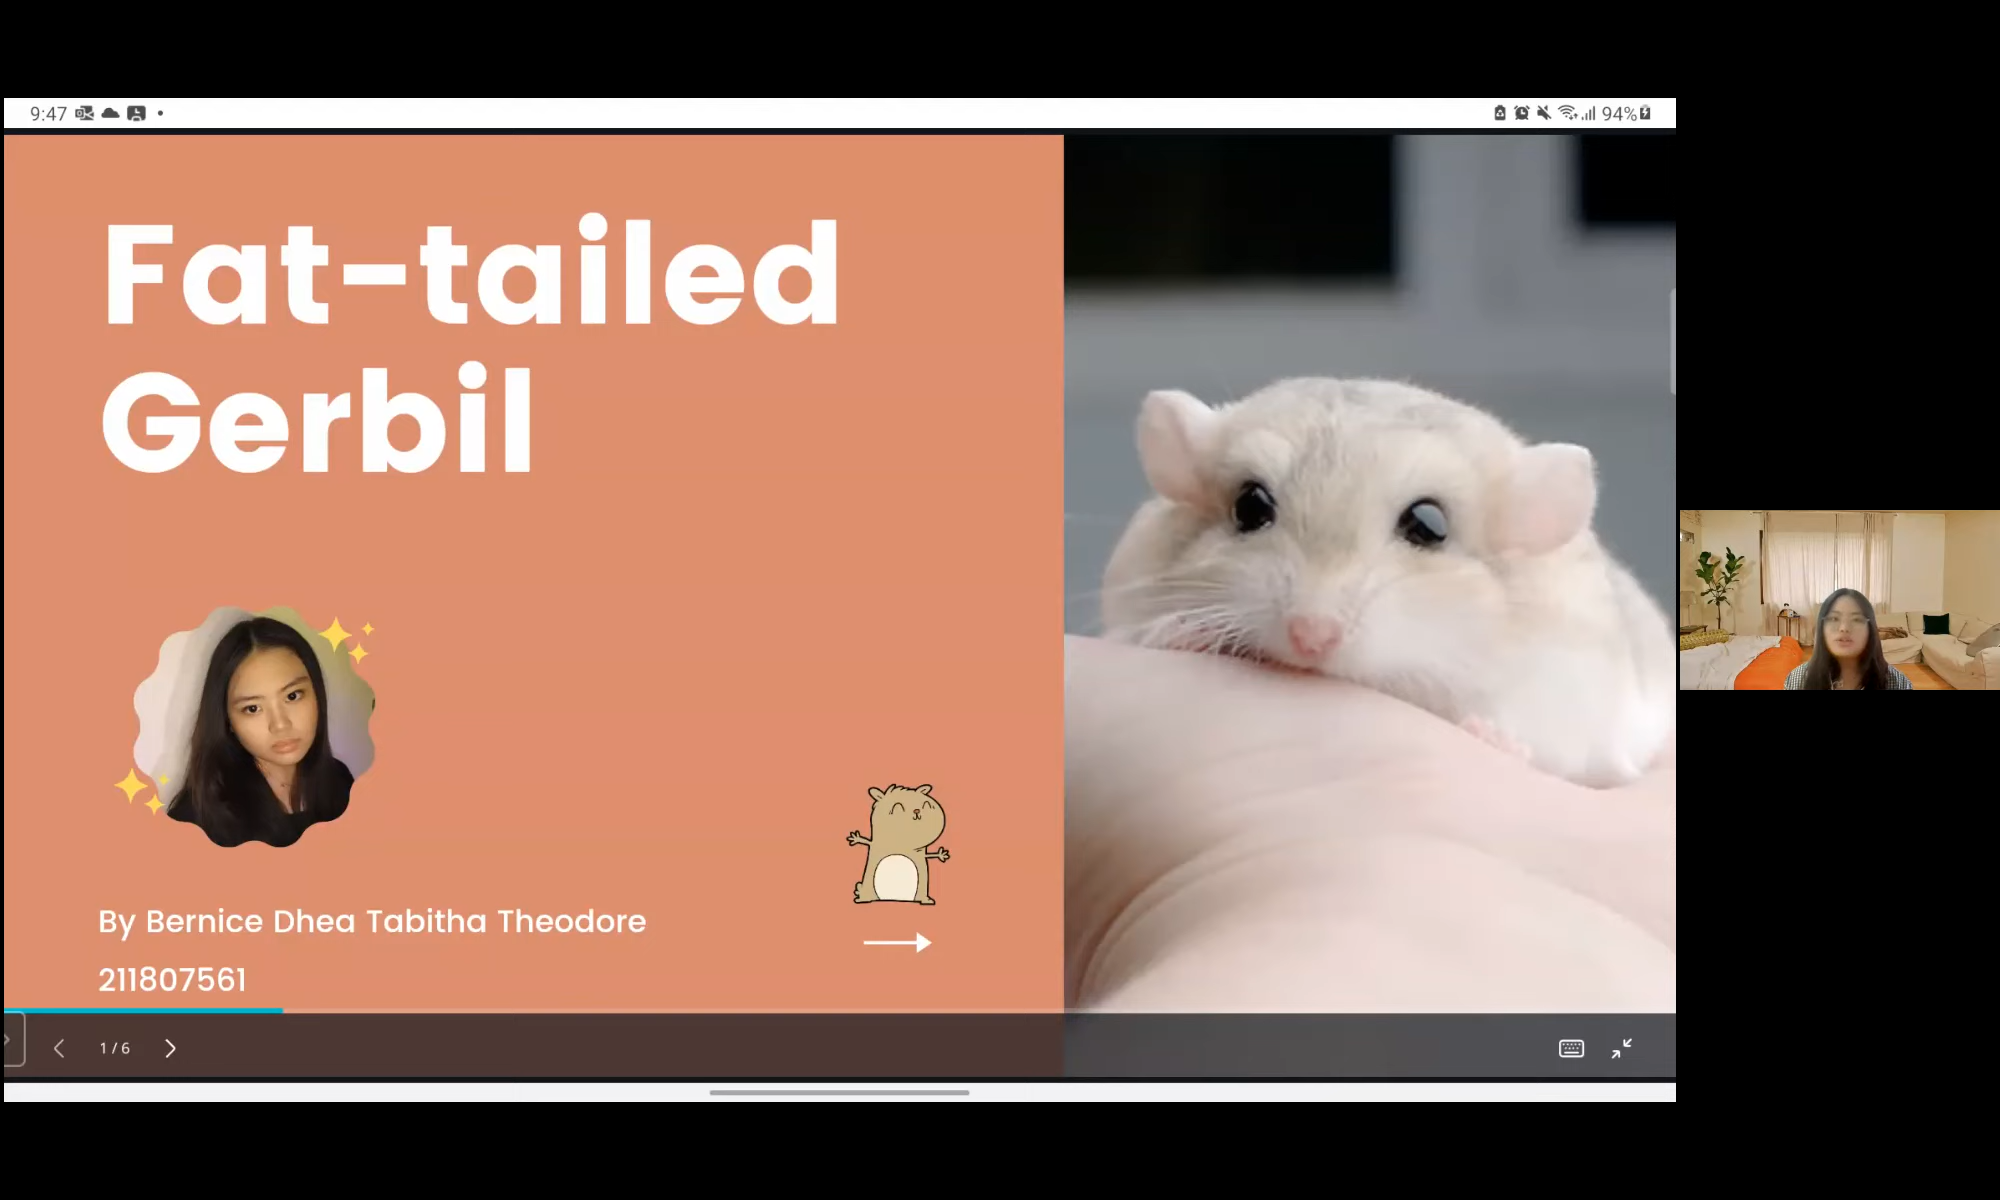 9:47
94%
Fat-tailed
Gerbil
By Bernice Dhea Tabitha Theodore
211807561
1/6